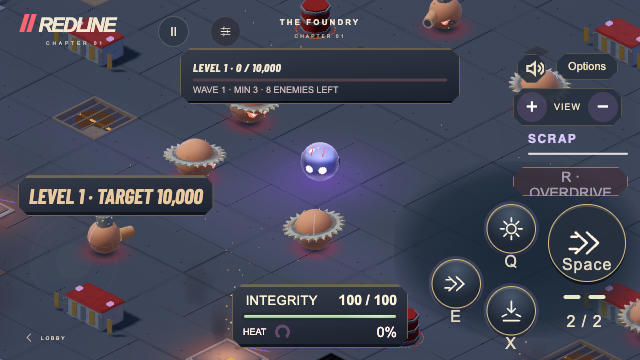 REDLINE
CHAPTER 01
THE FOUNDRY
CHAPTER 01
LEVEL 1 · 0 / 10,000
WAVE 1 · MIN 3 · 8 ENEMIES LEFT
Options
+ VIEW −
SCRAP
R ·
OVERDRIVE
LEVEL 1 · TARGET 10,000
Q
Space
E
X
2 / 2
INTEGRITY 100 / 100
HEAT 0%
LOBBY